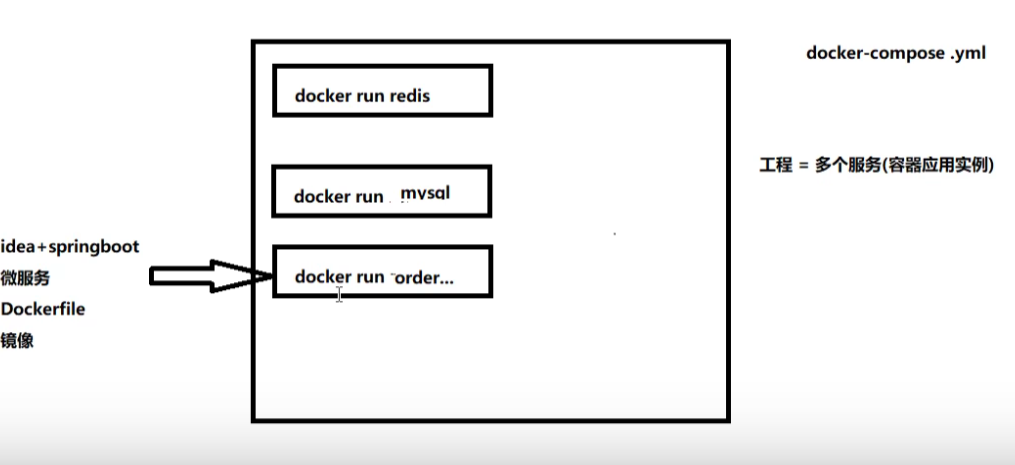 docker-compose .yml
docker run redis
工程 = 多个服务(容器应用实例)
docker run mysql
idea+springboot
微服务
docker run order...
Dockerfile
镜像